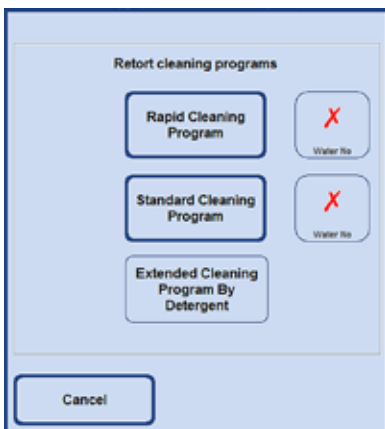 Retort cleaning programs
Rapid Cleaning
Program
✗
Water No
Standard Cleaning
Program
✗
Water No
Extended Cleaning
Program By
Detergent
Cancel